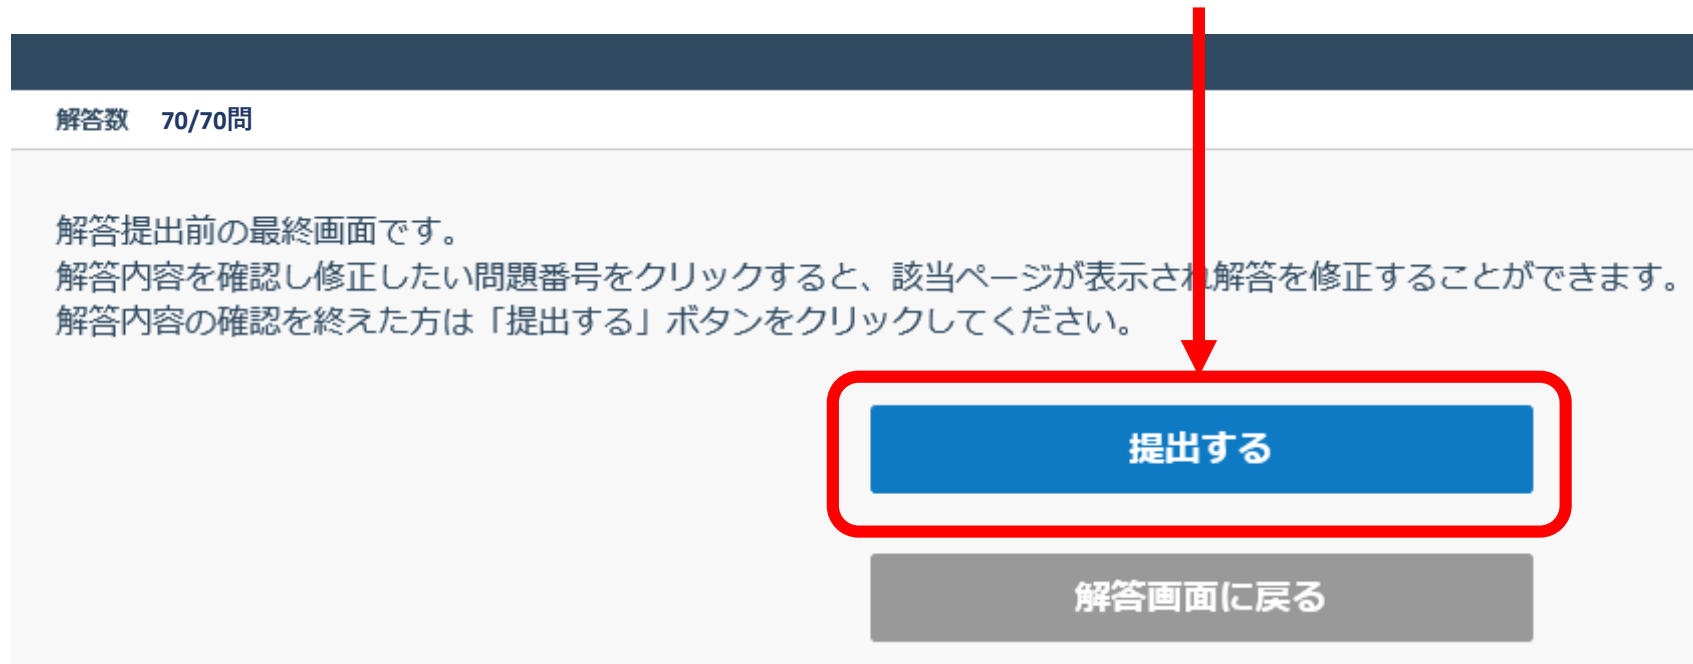 解答数 70/70問
解答提出前の最終画面です。
解答内容を確認し修正したい問題番号をクリックすると、該当ページが表示され解答を修正することができます。
解答内容の確認を終えた方は「提出する」ボタンをクリックしてください。
提出する
解答画面に戻る